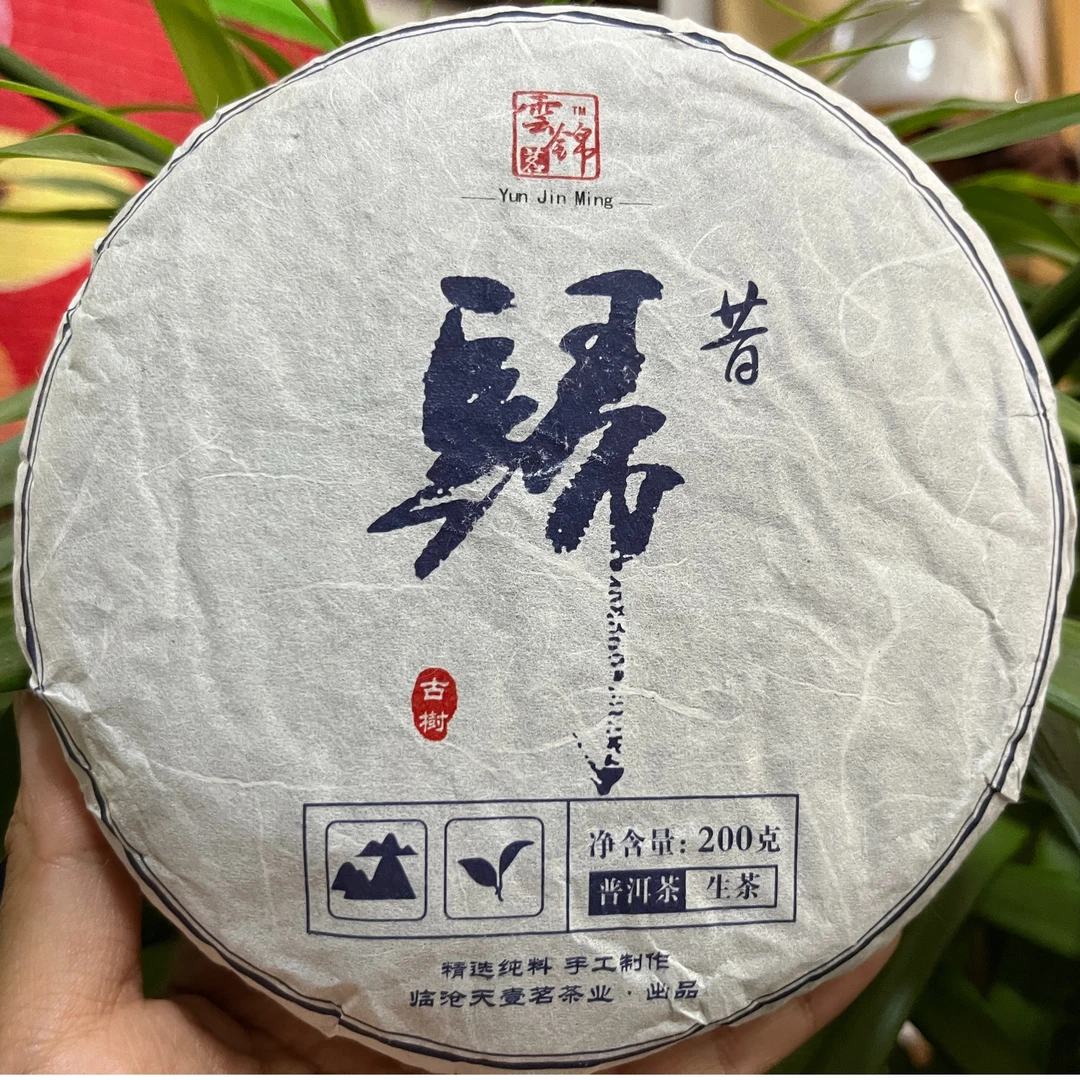 雲錦茗
TM
Yun Jin Ming
昔
歸
古樹
净含量: 200克
普洱茶 生茶
精选纯料 手工制作
临沧天壹茗茶业·出品